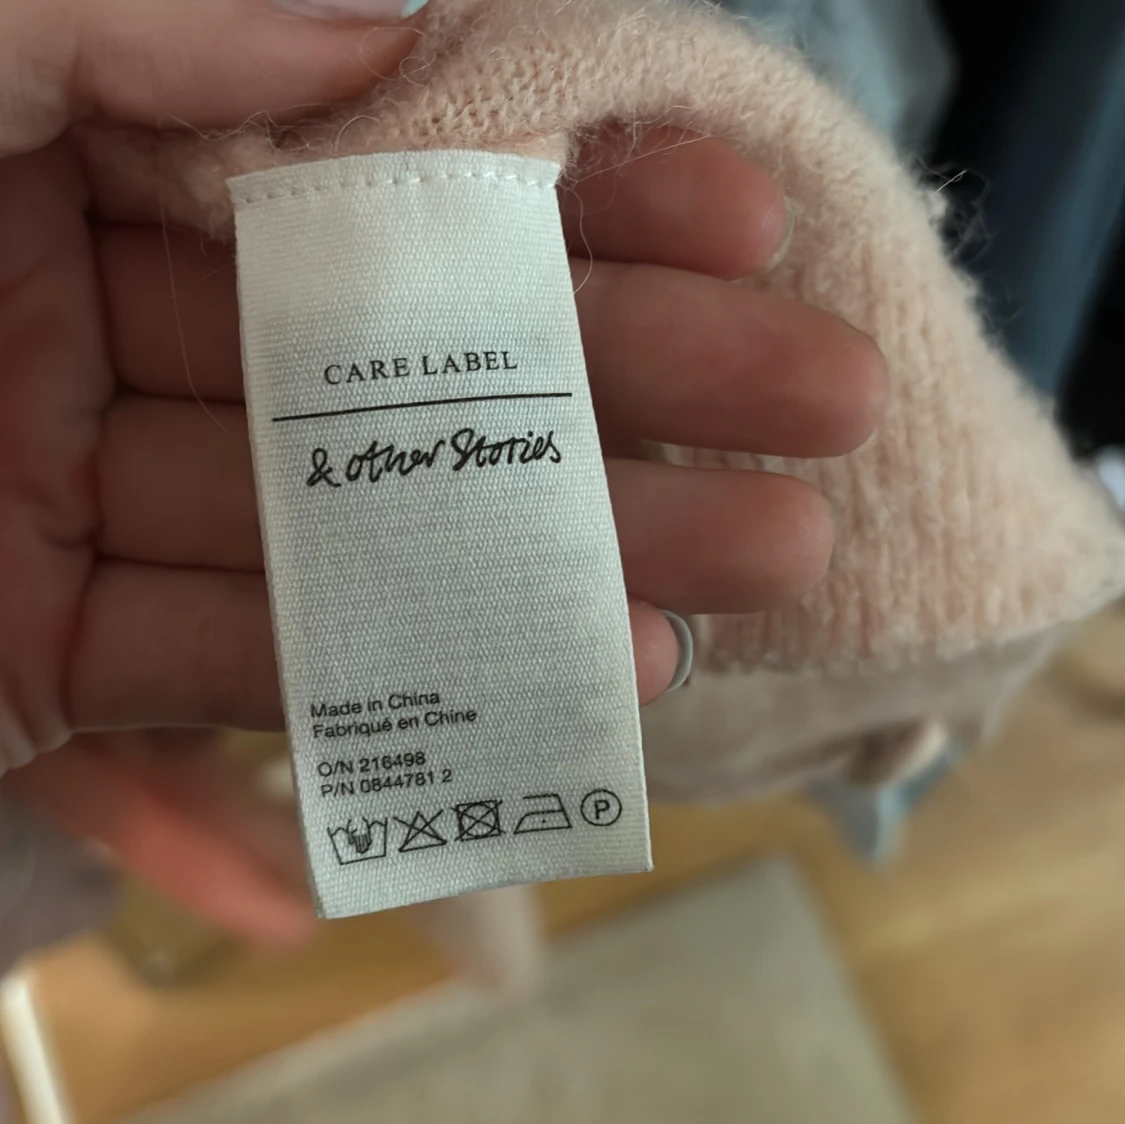 CARE LABEL
& other Stories
Made in China
Fabriqué en Chine
O/N 216498
P/N 0844781 2
P